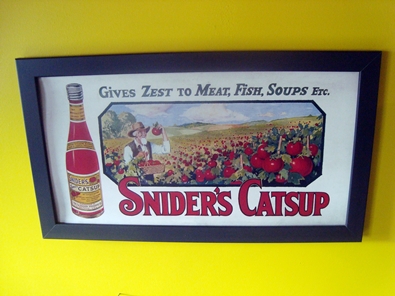 GIVES ZEST TO MEAT, FISH, SOUPS ETC.
SNIDER'S
CATSUP
SNIDER'S CATSUP